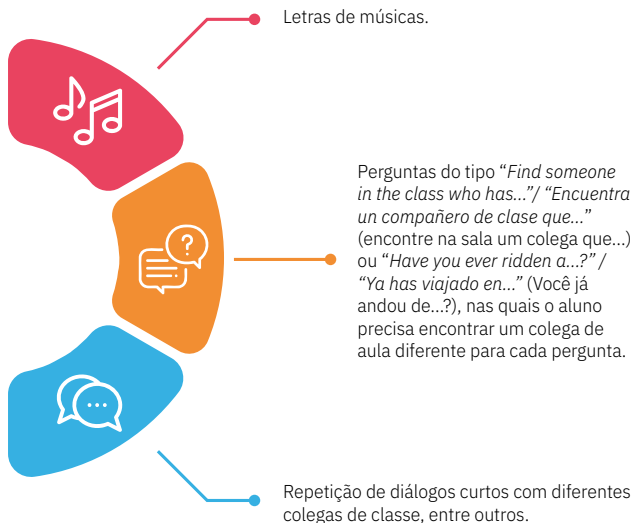 Letras de músicas.
Perguntas do tipo “Find someone
in the class who has...”/ “Encuentra
un compañero de clase que...”
(encontre na sala um colega que...)
ou “Have you ever ridden a...?” /
“Ya has viajado en...” (Você já
andou de...?), nas quais o aluno
precisa encontrar um colega de
aula diferente para cada pergunta.
Repetição de diálogos curtos com diferentes
colegas de classe, entre outros.